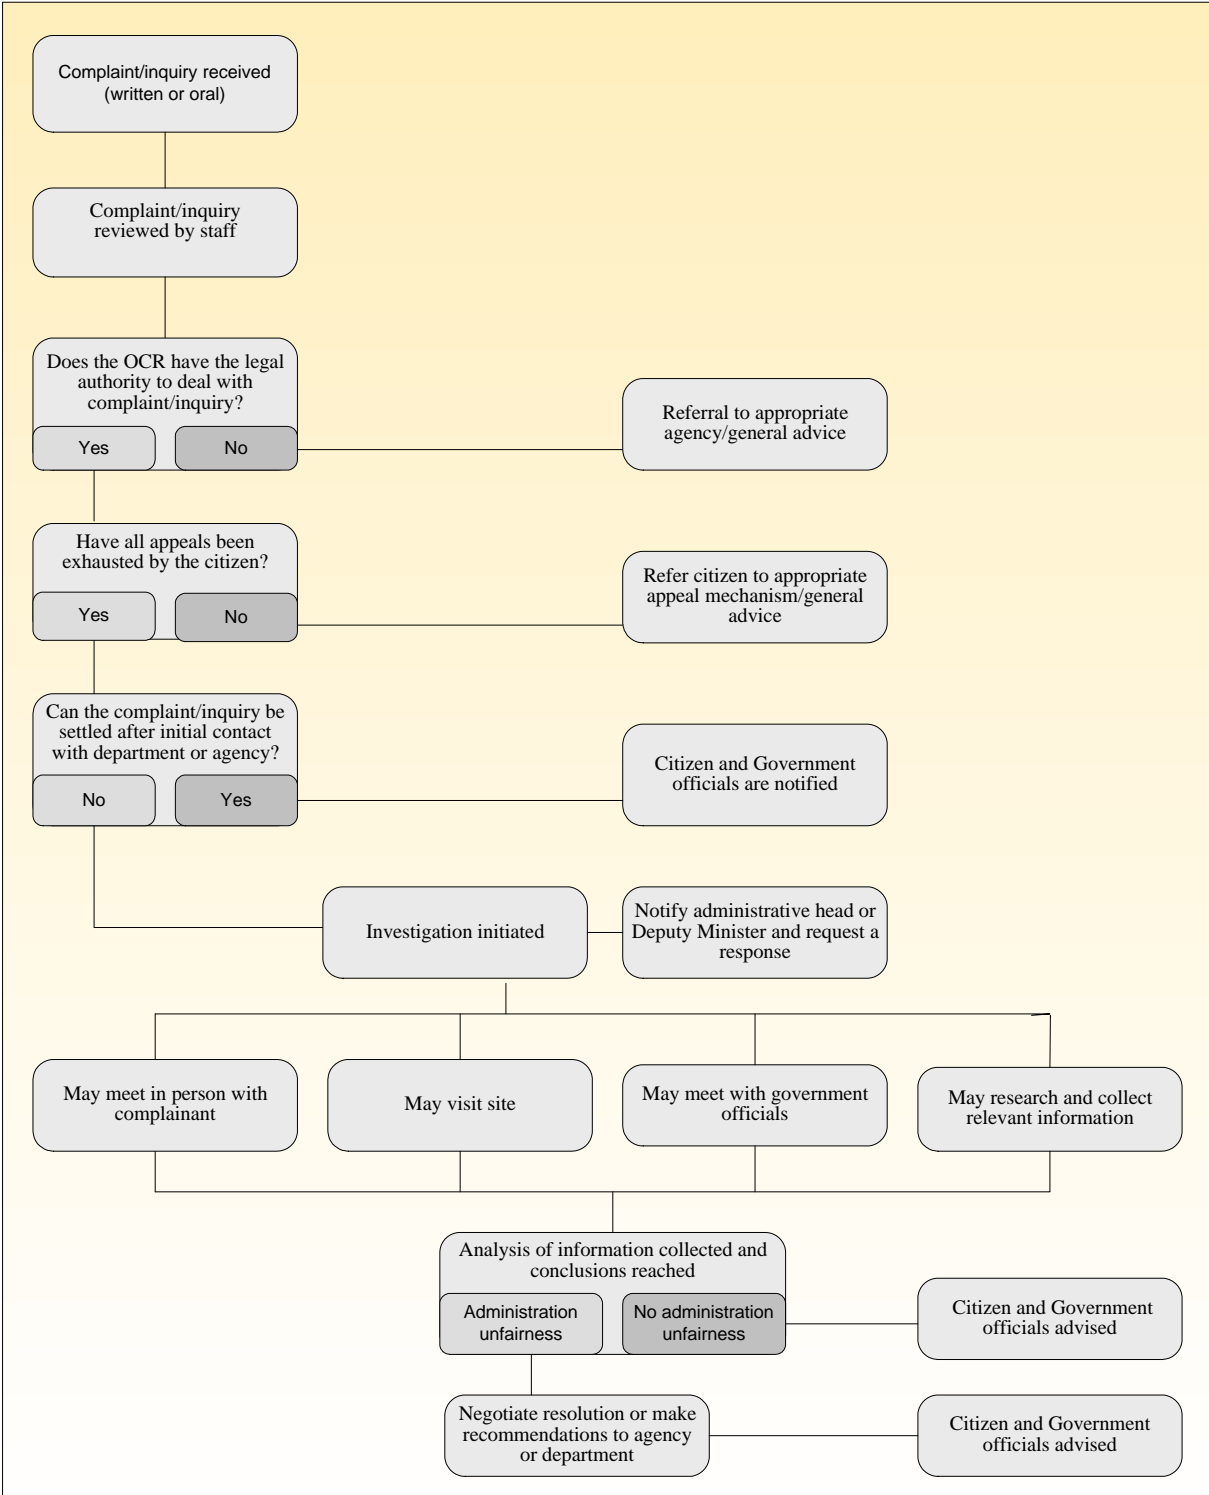 Complaint/inquiry received
(written or oral)
Complaint/inquiry
reviewed by staff
Does the OCR have the legal
authority to deal with
complaint/inquiry?
Yes
No
Referral to appropriate
agency/general advice
Have all appeals been
exhausted by the citizen?
Yes
No
Refer citizen to appropriate
appeal mechanism/general
advice
Can the complaint/inquiry be
settled after initial contact
with department or agency?
No
Yes
Citizen and Government
officials are notified
Investigation initiated
Notify administrative head or
Deputy Minister and request a
response
May meet in person with
complainant
May visit site
May meet with government
officials
May research and collect
relevant information
Analysis of information collected and
conclusions reached
Administration
unfairness
No administration
unfairness
Citizen and Government
officials advised
Negotiate resolution or make
recommendations to agency
or department
Citizen and Government
officials advised